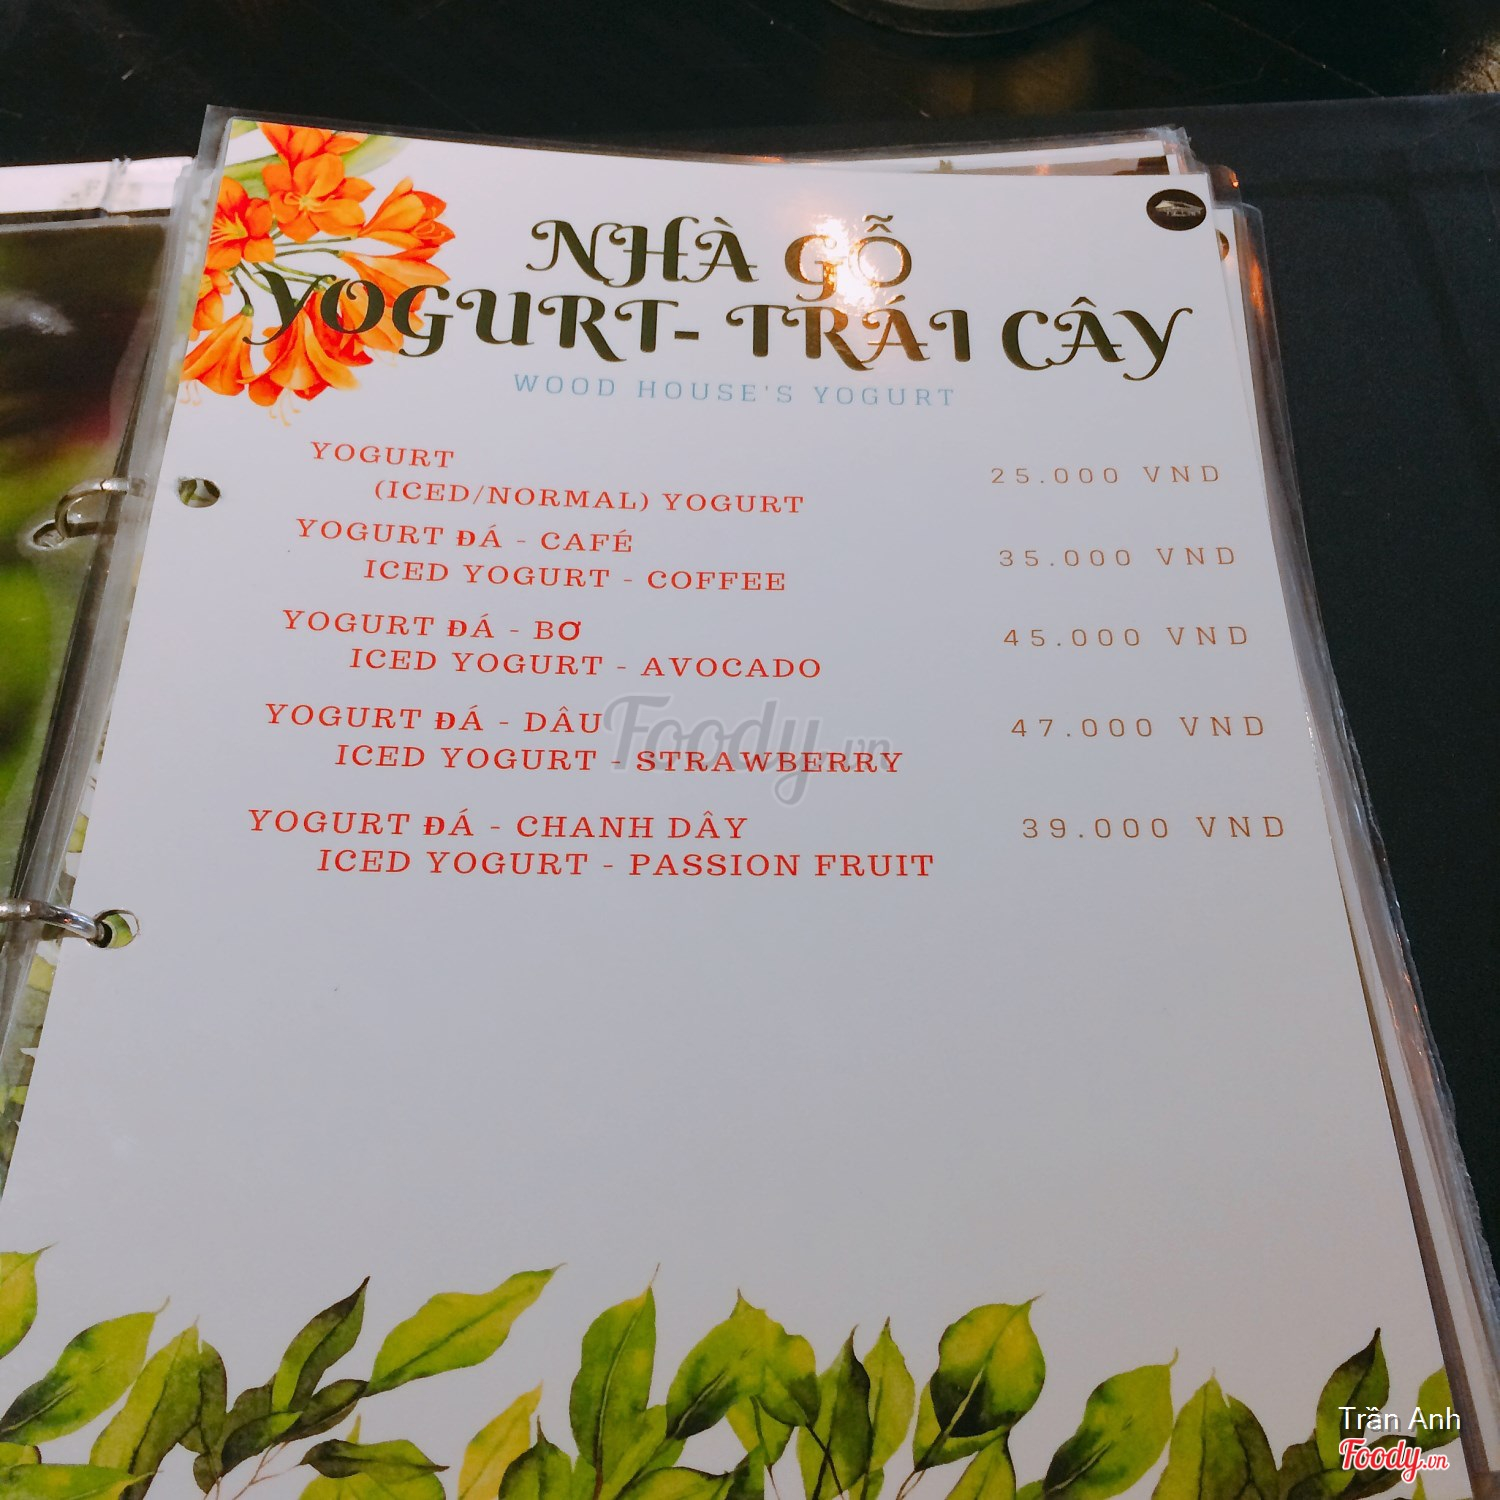 NHÀ GỖ
YOGURT- TRÁI CÂY
WOOD HOUSE'S YOGURT
YOGURT 25.000 VND
(ICED/NORMAL) YOGURT
YOGURT ĐÁ - CAFÉ 35.000 VND
ICED YOGURT - COFFEE
YOGURT ĐÁ - BƠ 45.000 VND
ICED YOGURT - AVOCADO
YOGURT ĐÁ - DÂU 47.000 VND
ICED YOGURT - STRAWBERRY
YOGURT ĐÁ - CHANH DÂY 39.000 VND
ICED YOGURT - PASSION FRUIT
Foody.vn
Trần Anh
Foody.vn